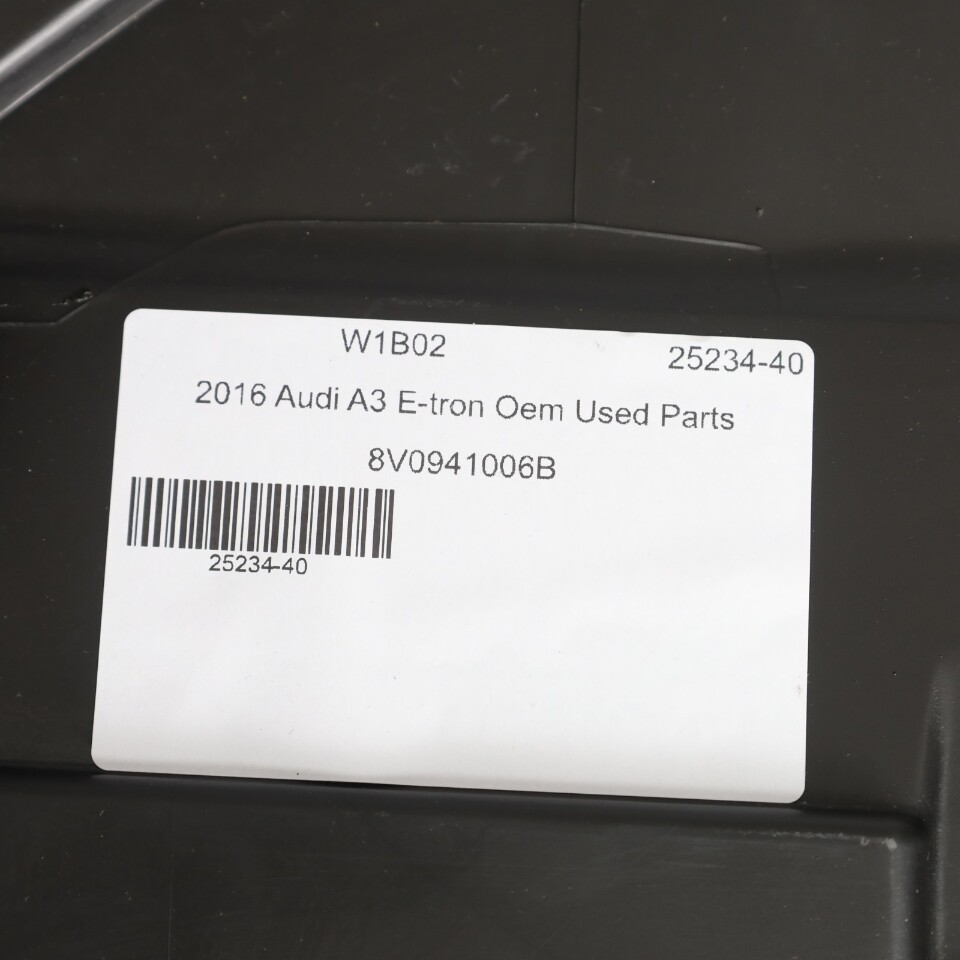 W1B02 25234-40
2016 Audi A3 E-tron Oem Used Parts
8V0941006B
25234-40